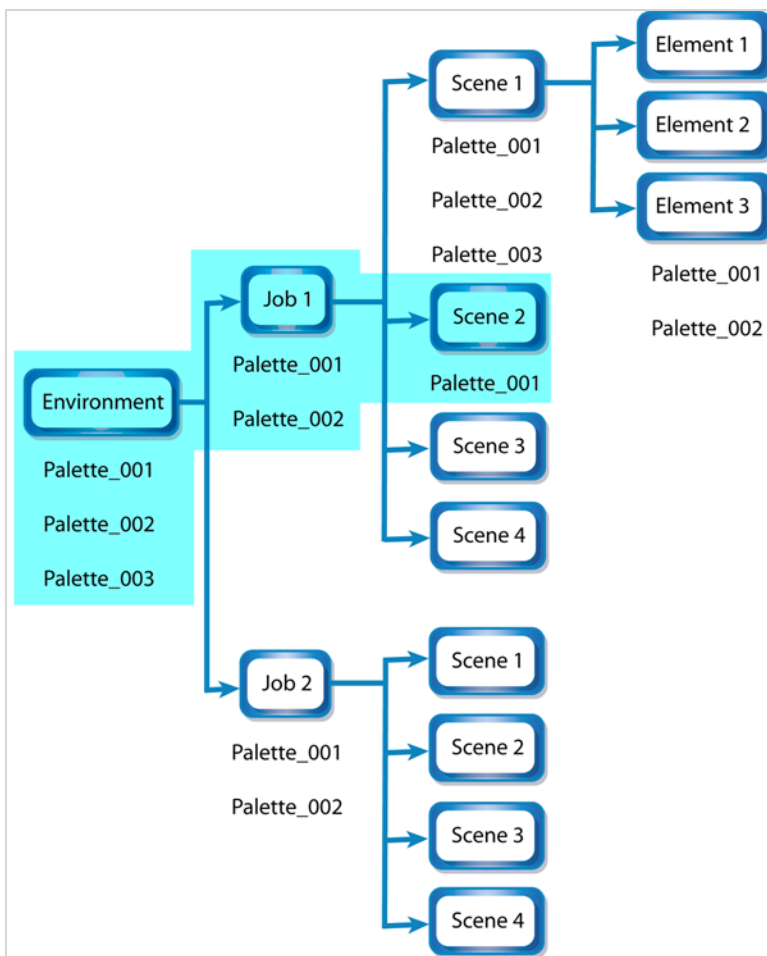 Environment
Palette_001
Palette_002
Palette_003
Job 1
Palette_001
Palette_002
Scene 1
Palette_001
Palette_002
Palette_003
Element 1
Element 2
Element 3
Palette_001
Palette_002
Scene 2
Palette_001
Scene 3
Scene 4
Job 2
Palette_001
Palette_002
Scene 1
Scene 2
Scene 3
Scene 4